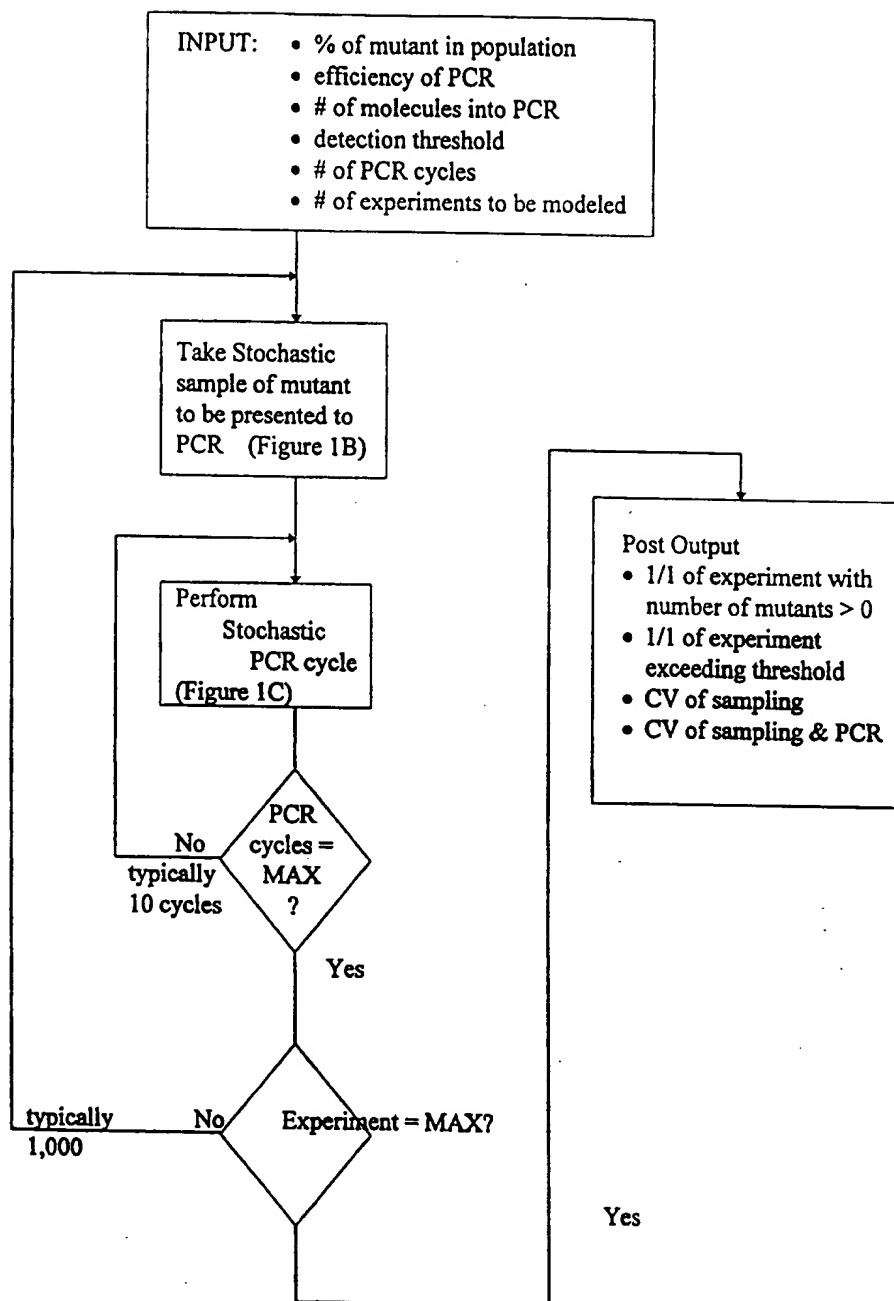 INPUT: • % of mutant in population
• efficiency of PCR
• # of molecules into PCR
• detection threshold
• # of PCR cycles
• # of experiments to be modeled
Take Stochastic
sample of mutant
to be presented to
PCR (Figure 1B)
Perform
Stochastic
PCR cycle
(Figure 1C)
PCR
cycles =
MAX
?
No
typically
10 cycles
Yes
Experiment = MAX?
No
typically
1,000
Yes
Post Output
• 1/1 of experiment with
number of mutants > 0
• 1/1 of experiment
exceeding threshold
• CV of sampling
• CV of sampling & PCR